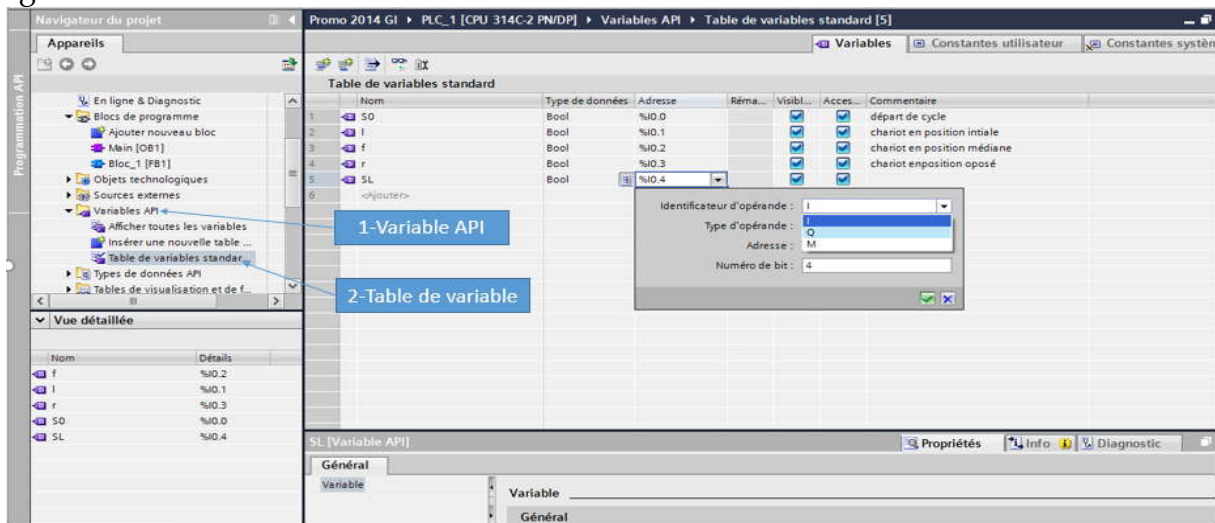 Navigateur du projet
Promo 2014 GI ▸ PLC_1 [CPU 314C-2 PN/DP] ▸ Variables API ▸ Table de variables standard [5]
Appareils
Variables
Constantes utilisateur
Constantes systèm
Programmation API
Table de variables standard
En ligne & Diagnostic
Blocs de programme
Ajouter nouveau bloc
Main [OB1]
Bloc_1 [FB1]
Objets technologiques
Sources externes
Variables API
Afficher toutes les variables
Insérer une nouvelle table ...
Table de variables standar...
Types de données API
Tables de visualisation et de f...
Nom Type de données Adresse Réma... Visibl... Acces... Commentaire
1 S0 Bool %I0.0 départ de cycle
2 l Bool %I0.1 chariot en position intiale
3 f Bool %I0.2 chariot en position médiane
4 r Bool %I0.3 chariot enposition oposé
5 SL Bool %I0.4
6 <Ajouter>
Identificateur d'opérande : I
I
Q
M
Type d'opérande :
Adresse :
Numéro de bit : 4
1-Variable API
2-Table de variable
Vue détaillée
Nom Détails
f %I0.2
l %I0.1
r %I0.3
S0 %I0.0
SL %I0.4
SL [Variable API]
Propriétés
Info
Diagnostic
Général
Variable
Variable
Général